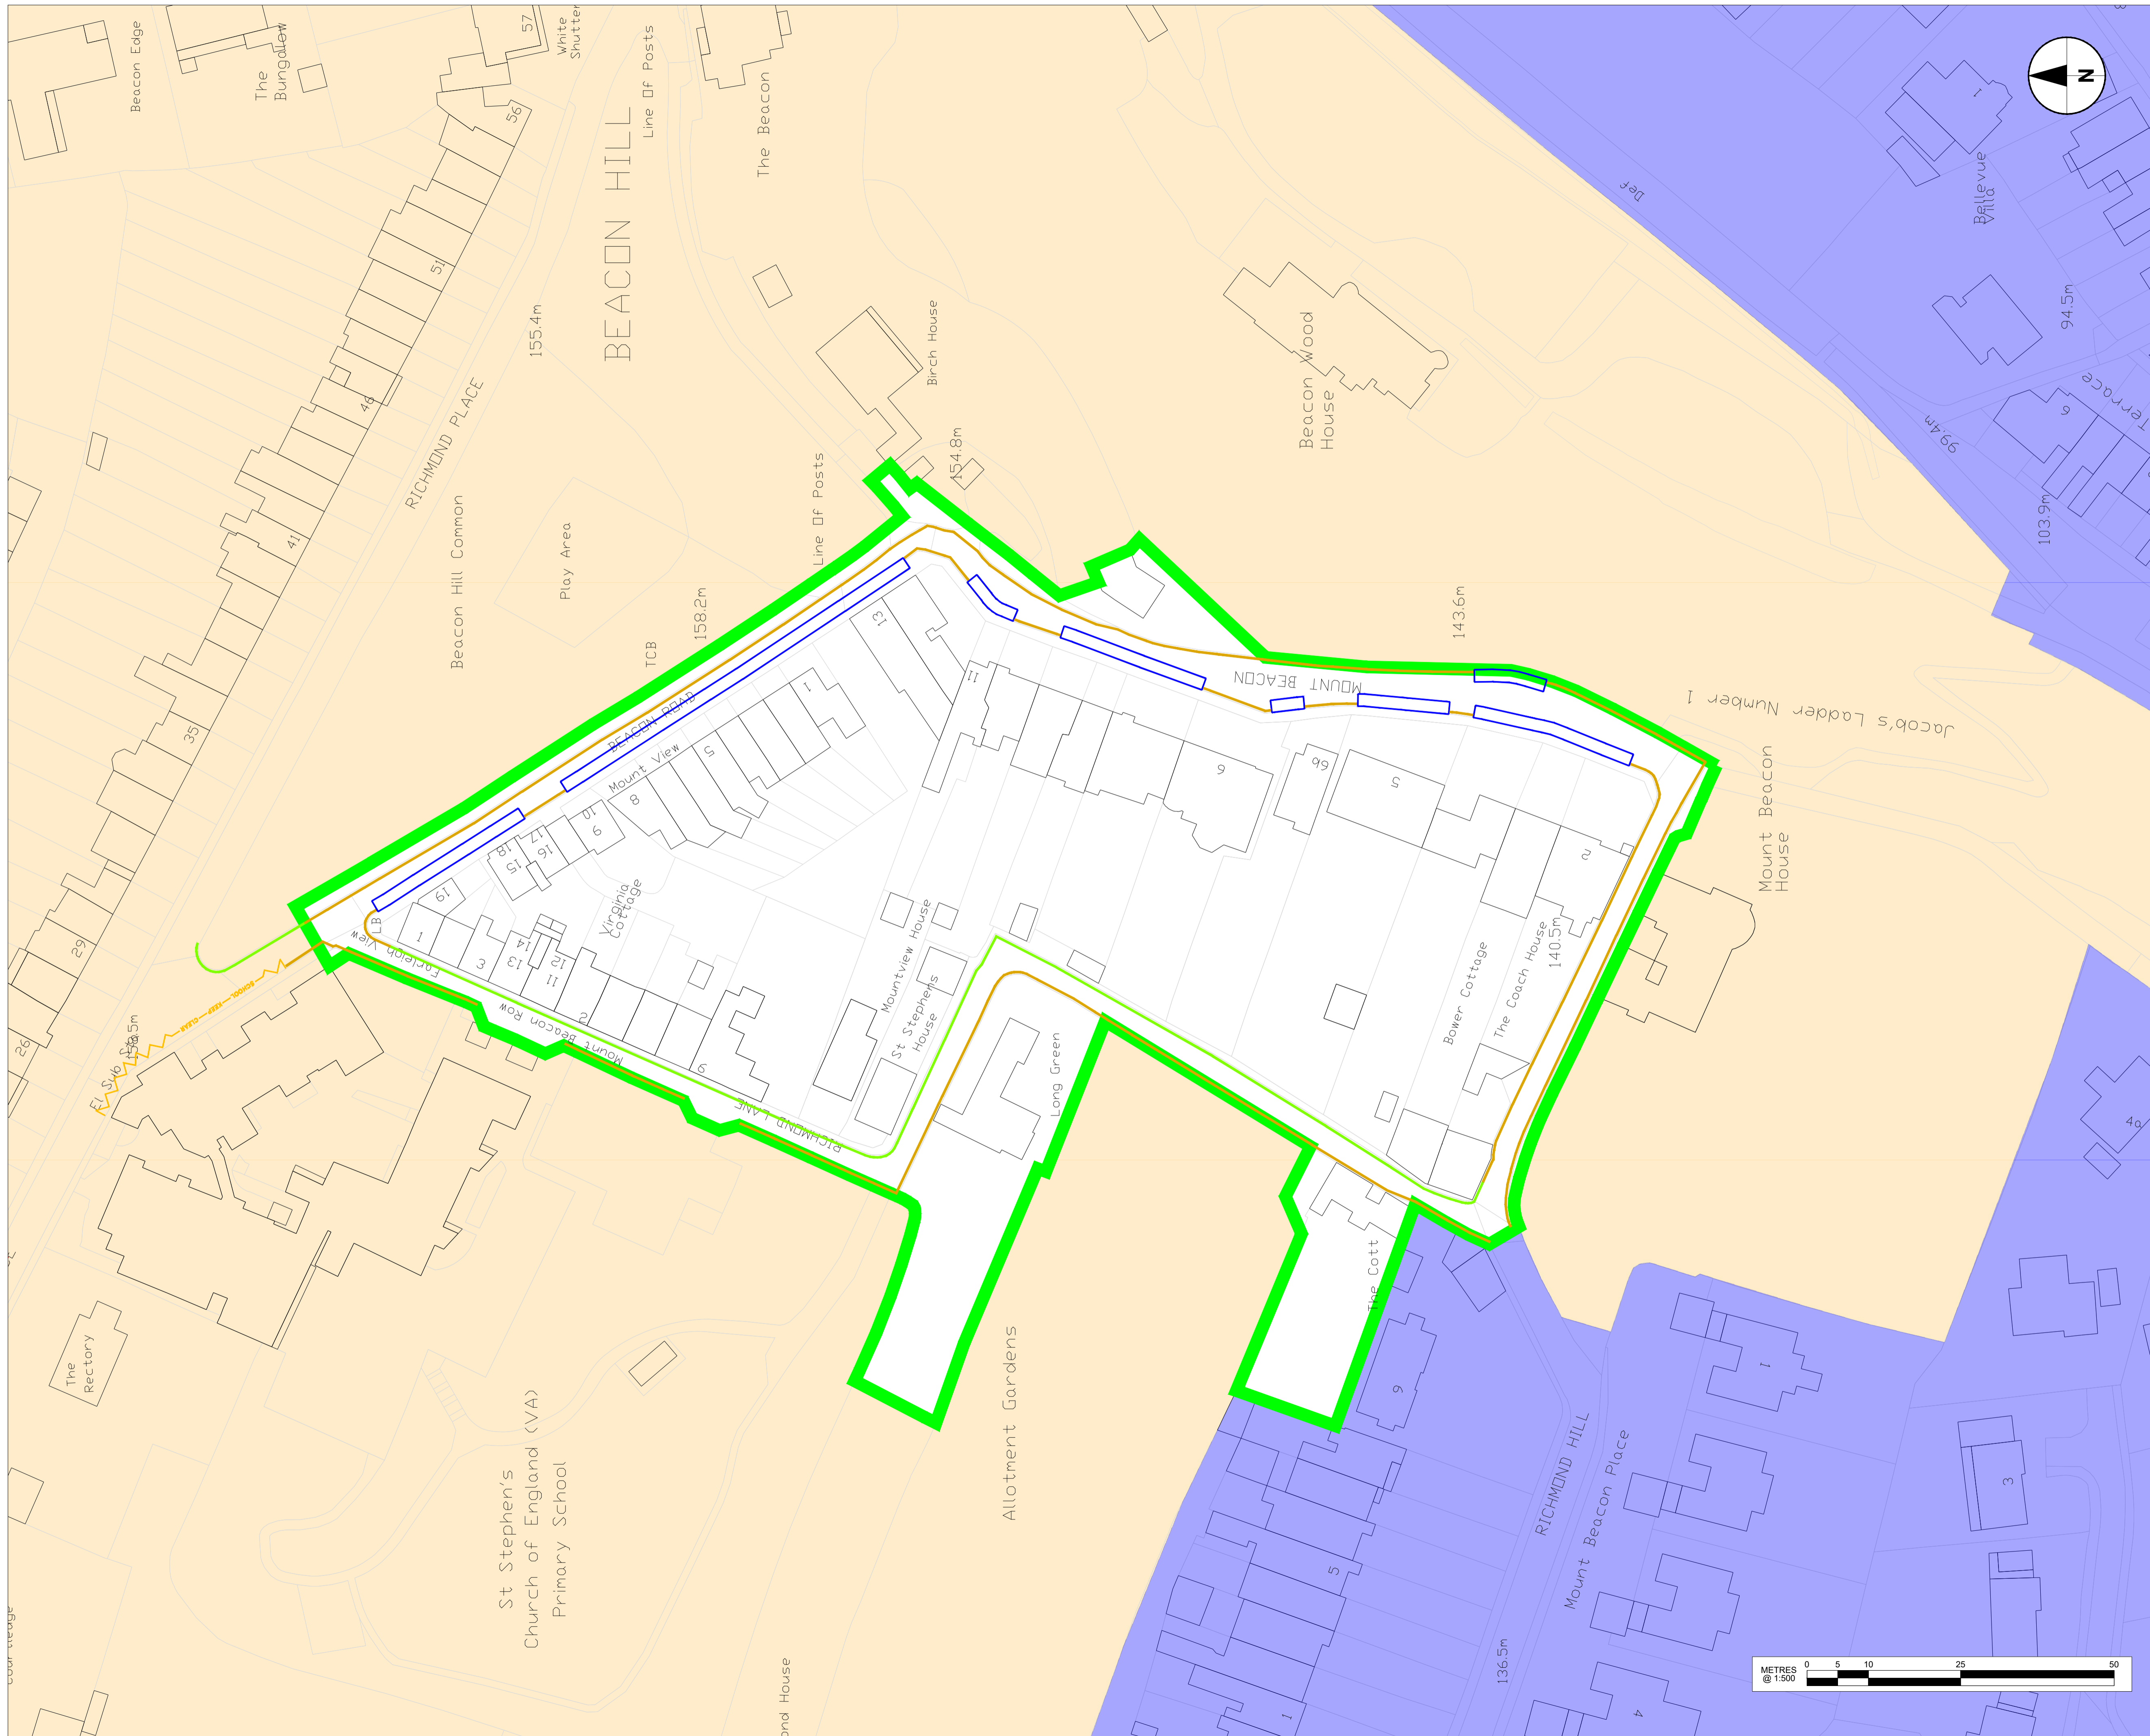 Beacon Edge
The
Bungalow
57
White
Shutter
Line Of Posts
BEACON HILL
The Beacon
N
1
Bellevue
Villa
Def
94.5m
Terrace
6
99.4m
103.9m
56
51
155.4m
46
RICHMOND PLACE
41
Beacon Hill Common
Play Area
Line Of Posts
Birch House
154.8m
Beacon Wood
House
158.2m
TCB
143.6m
35
BEACON ROAD
Mount View
13
1
5
8
10
9
11
MOUNT BEACON
6
6b
5
2
Jacob's Ladder Number 1
Mount Beacon
House
29
26
El Sub Sta
SCHOOL KEEP CLEAR
LB
Farleigh View
19
18
17
16
15
1
3
14
13
12
11
Virginia
Cottage
Mount Beacon Row
2
9
RICHMOND LANE
Mountview House
St Stephens
House
Long Green
Bower Cottage
The Coach House
140.5m
The Cott
The
Rectory
St Stephen's
Church of England (VA)
Primary School
Allotment Gardens
5
1
RICHMOND HILL
Mount Beacon Place
136.5m
1
3
4
4a
METRES
@ 1:500
0 5 10 25 50